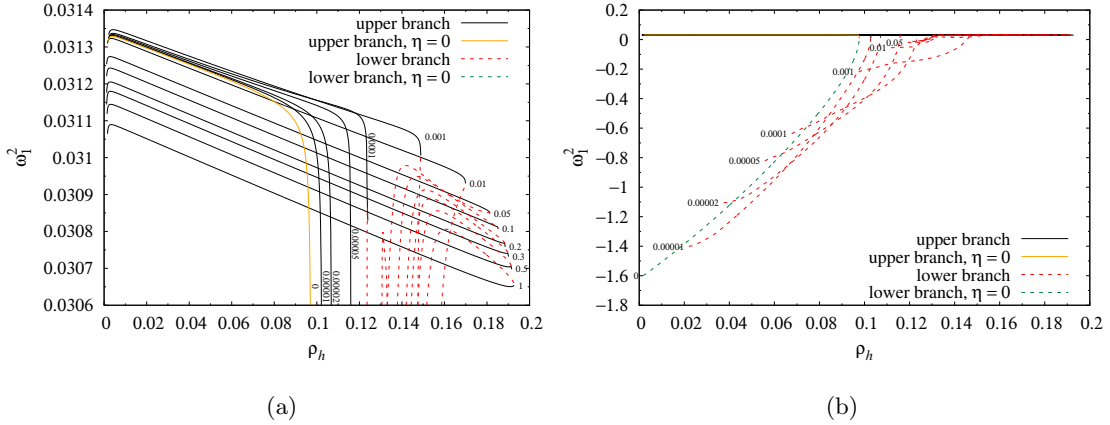 0.0314
0.0313
0.0312
0.0311
0.031
0.0309
0.0308
0.0307
0.0306
0 0.02 0.04 0.06 0.08 0.1 0.12 0.14 0.16 0.18 0.2
ω₁²
ρₕ
upper branch
upper branch, η = 0
lower branch
lower branch, η = 0
0
0.00001
0.00002
0.00005
0.0001
0.001
0.01
0.05
0.1
0.2
0.3
0.5
1
(a)
0.2
0
−0.2
−0.4
−0.6
−0.8
−1
−1.2
−1.4
−1.6
−1.8
0 0.02 0.04 0.06 0.08 0.1 0.12 0.14 0.16 0.18 0.2
ω₁²
ρₕ
0.05
0.01
0.001
0.0001
0.00005
0.00002
0.00001
0
upper branch
upper branch, η = 0
lower branch
lower branch, η = 0
(b)